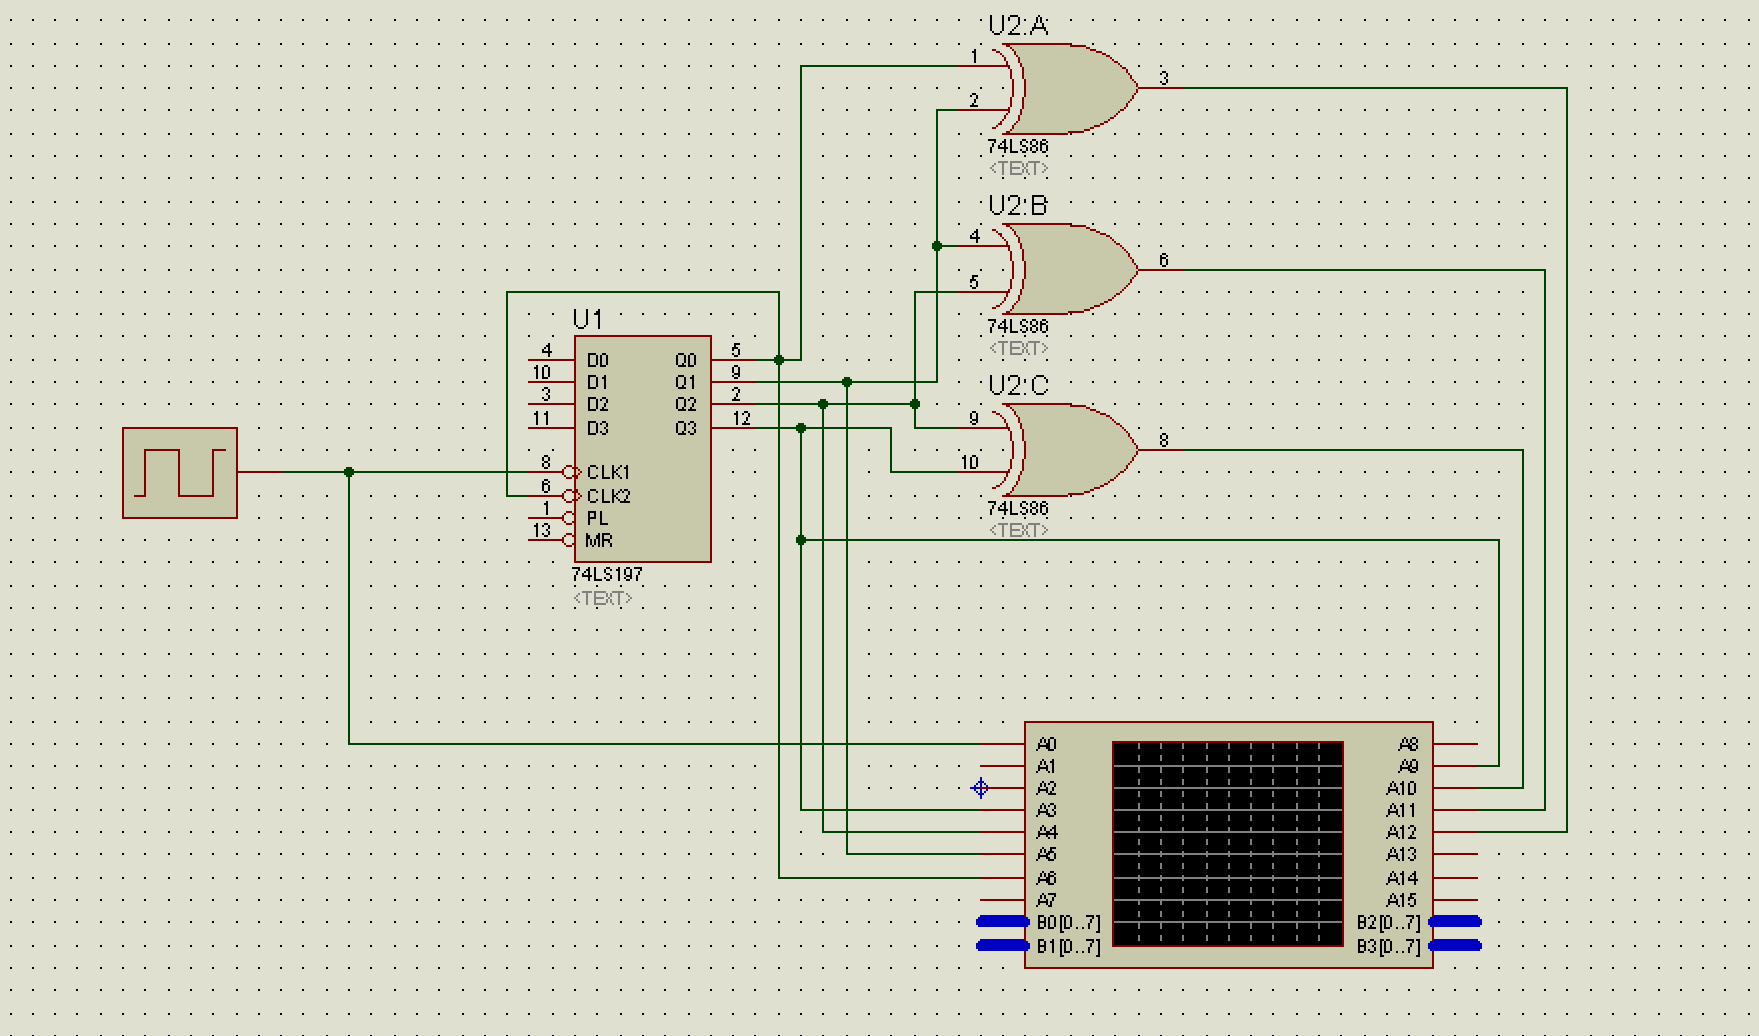 U2:A
1
2
3
74LS86
<TEXT>
U2:B
4
5
6
74LS86
<TEXT>
U2:C
9
10
8
74LS86
<TEXT>
U1
4 D0 Q0 5
10 D1 Q1 9
3 D2 Q2 2
11 D3 Q3 12
8 CLK1
6 CLK2
1 PL
13 MR
74LS197
<TEXT>
A0 A8
A1 A9
A2 A10
A3 A11
A4 A12
A5 A13
A6 A14
A7 A15
B0[0..7] B2[0..7]
B1[0..7] B3[0..7]